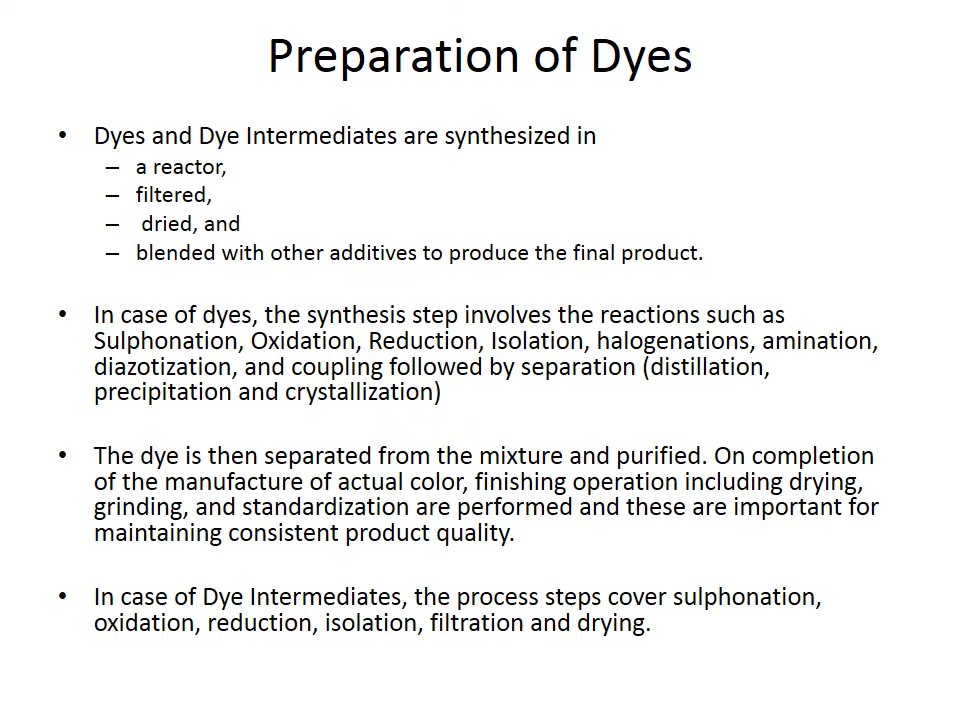 Preparation of Dyes
• Dyes and Dye Intermediates are synthesized in
– a reactor,
– filtered,
– dried, and
– blended with other additives to produce the final product.
• In case of dyes, the synthesis step involves the reactions such as
Sulphonation, Oxidation, Reduction, Isolation, halogenations, amination,
diazotization, and coupling followed by separation (distillation,
precipitation and crystallization)
• The dye is then separated from the mixture and purified. On completion
of the manufacture of actual color, finishing operation including drying,
grinding, and standardization are performed and these are important for
maintaining consistent product quality.
• In case of Dye Intermediates, the process steps cover sulphonation,
oxidation, reduction, isolation, filtration and drying.